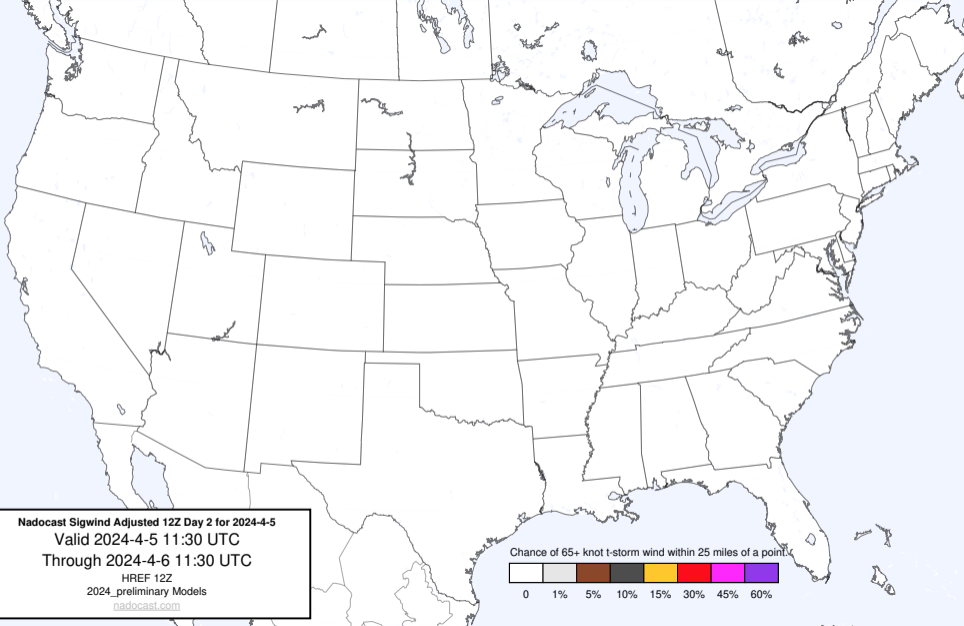 Nadocast Sigwind Adjusted 12Z Day 2 for 2024-4-5
Valid 2024-4-5 11:30 UTC
Through 2024-4-6 11:30 UTC
HREF 12Z
2024_preliminary Models
nadocast.com
Chance of 65+ knot t-storm wind within 25 miles of a point.
0 1% 5% 10% 15% 30% 45% 60%